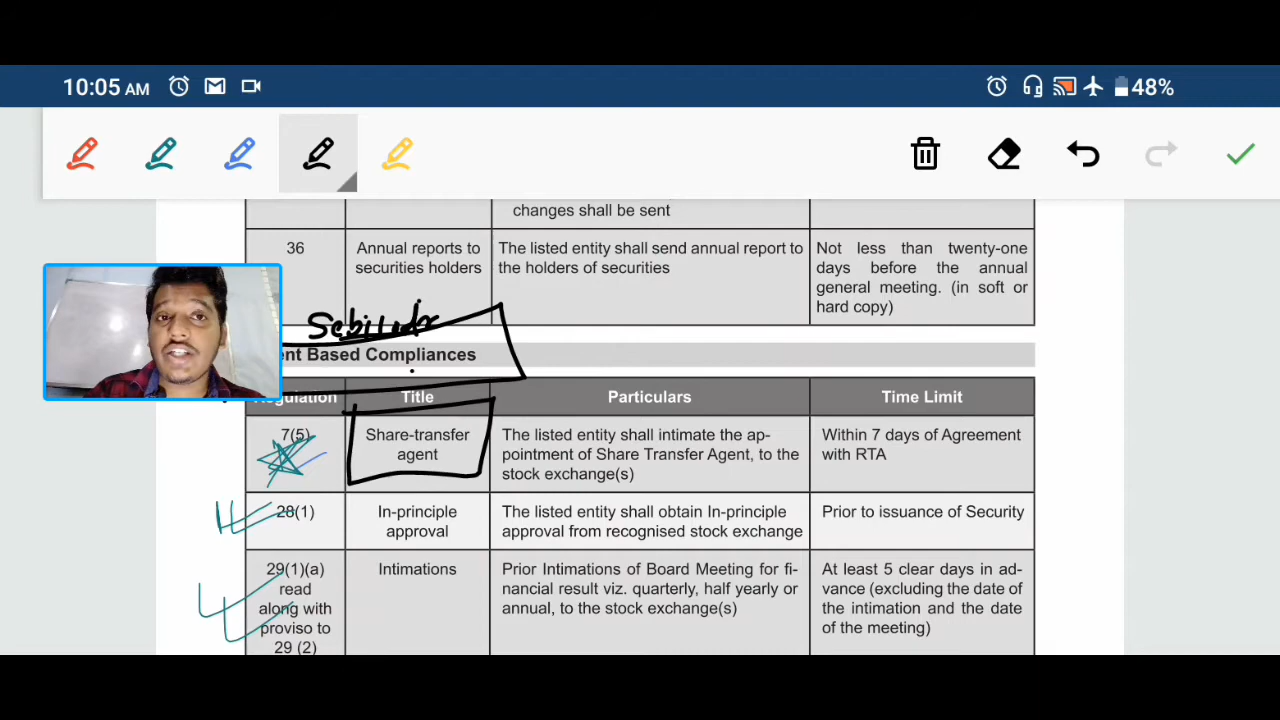 10:05 AM
48%
changes shall be sent
36
Annual reports to
securities holders
The listed entity shall send annual report to
the holders of securities
Not less than twenty-one
days before the annual
general meeting. (in soft or
hard copy)
ent Based Compliances
Regulation
Title
Particulars
Time Limit
7(5)
Share-transfer
agent
The listed entity shall intimate the ap-
pointment of Share Transfer Agent, to the
stock exchange(s)
Within 7 days of Agreement
with RTA
28(1)
In-principle
approval
The listed entity shall obtain In-principle
approval from recognised stock exchange
Prior to issuance of Security
29(1)(a)
read
along with
proviso to
29 (2)
Intimations
Prior Intimations of Board Meeting for fi-
nancial result viz. quarterly, half yearly or
annual, to the stock exchange(s)
At least 5 clear days in ad-
vance (excluding the date of
the intimation and the date
of the meeting)